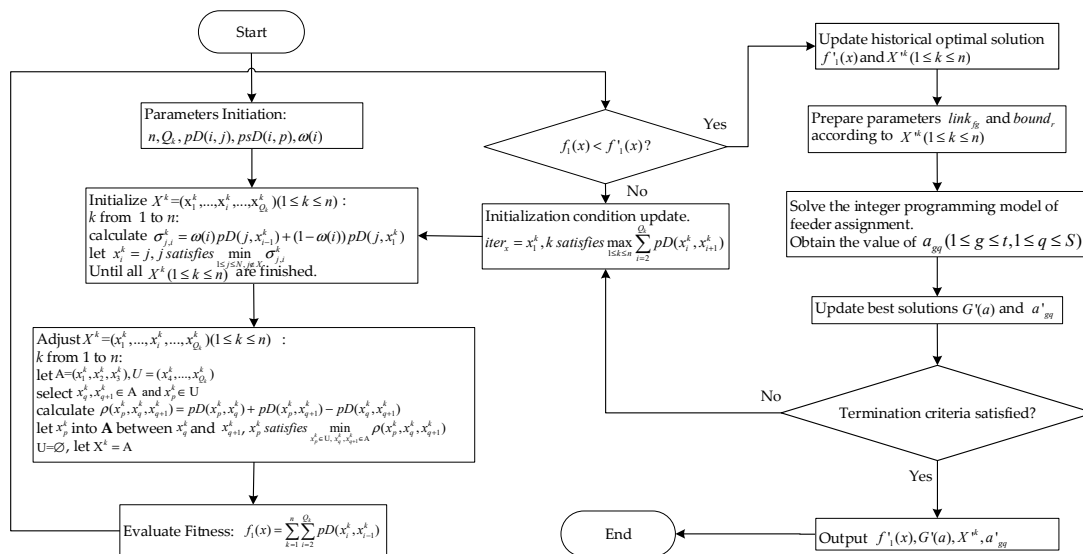 Start
Parameters Initiation:
n, Q_k, pD(i, j), psD(i, p), ω(i)
Initialize X^k=(x_1^k,...,x_i^k,...,x_{Q_k}^k)(1≤k≤n) :
k from 1 to n:
calculate σ_{j,i}^k = ω(i)pD(j, x_{i-1}^k)+(1-ω(i))pD(j, x_1^k)
let x_i^k = j, j satisfies min_{1≤j≤N, j∉X} σ_{j,i}^k
Until all X^k(1≤k≤n) are finished.
Adjust X^k=(x_1^k,...,x_i^k,...,x_{Q_k}^k)(1≤k≤n) :
k from 1 to n:
let A=(x_1^k, x_2^k, x_3^k), U=(x_4^k,...,x_{Q_k}^k)
select x_q^k, x_{q+1}^k ∈ A and x_p^k ∈ U
calculate ρ(x_p^k, x_q^k, x_{q+1}^k) = pD(x_p^k, x_q^k) + pD(x_p^k, x_{q+1}^k) − pD(x_q^k, x_{q+1}^k)
let x_p^k into A between x_q^k and x_{q+1}^k, x_p^k satisfies min_{x_p^k∈U, x_q^k, x_{q+1}^k∈A} ρ(x_p^k, x_q^k, x_{q+1}^k)
U=∅, let X^k = A
Evaluate Fitness: f_1(x) = ∑_{k=1}^{n} ∑_{i=2}^{Q_k} pD(x_i^k, x_{i-1}^k)
f_1(x) < f'_1(x)?
Yes
No
Initialization condition update.
iter_x = x_1^k, k satisfies max_{1≤k≤n} ∑_{i=2}^{Q_k} pD(x_i^k, x_{i+1}^k)
Update historical optimal solution
f'_1(x) and X'^k(1≤k≤n)
Prepare parameters link_{fg} and bound_r
according to X'^k(1≤k≤n)
Solve the integer programming model of
feeder assignment.
Obtain the value of a_{gq}(1≤g≤t,1≤q≤S)
Update best solutions G'(a) and a'_{gq}
Termination criteria satisfied?
No
Yes
Output f'_1(x), G'(a), X'^k, a'_{gq}
End